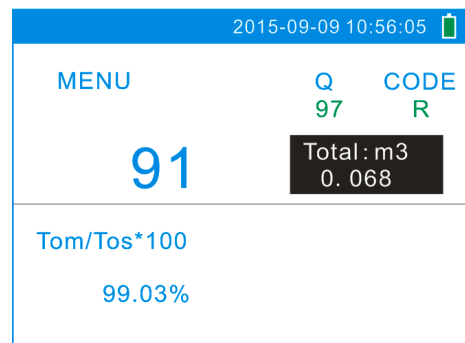 2015-09-09 10:56:05
MENU Q CODE
97 R
91
Total:m3
0.068
Tom/Tos*100
99.03%